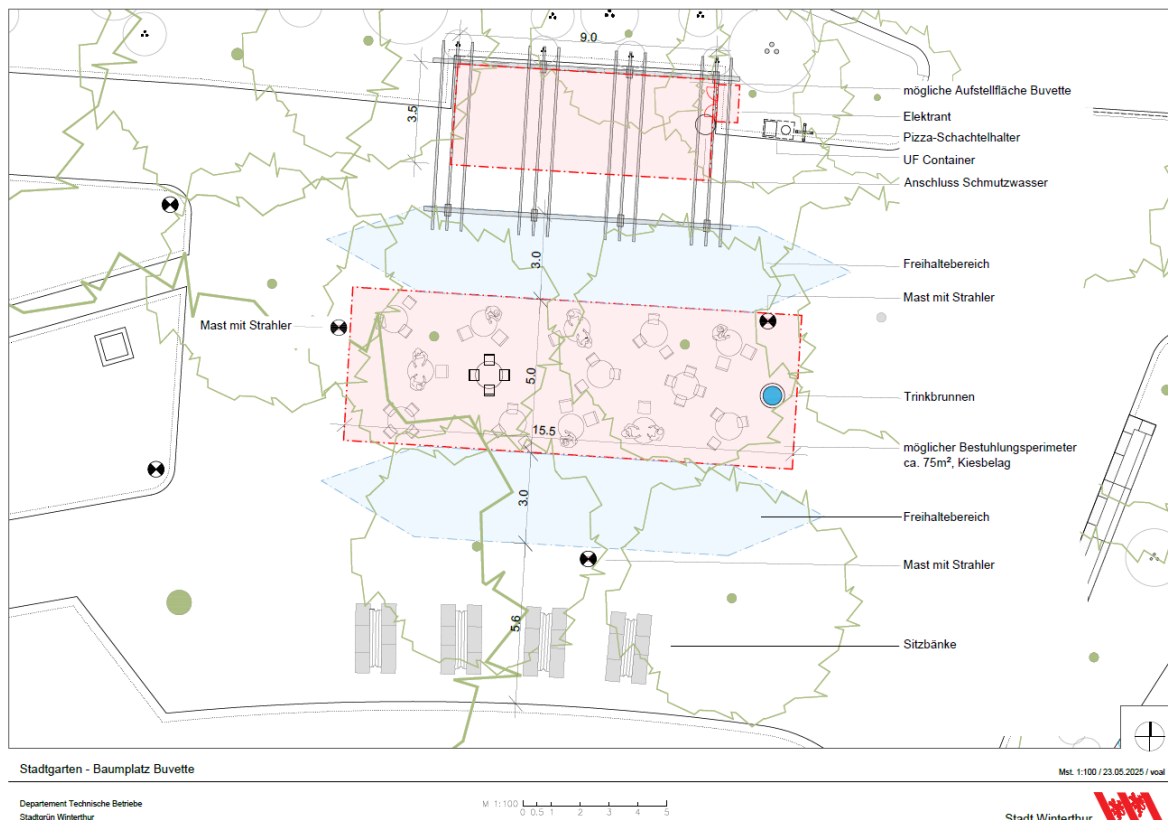 9.0
mögliche Aufstellfläche Buvette
3.5
Elektrant
Pizza-Schachtelhalter
UF Container
Anschluss Schmutzwasser
3.0
Freihaltebereich
Mast mit Strahler
Mast mit Strahler
5.0
Trinkbrunnen
15.5
möglicher Bestuhlungsperimeter
ca. 75m², Kiesbelag
3.0
Freihaltebereich
Mast mit Strahler
5.6
Sitzbänke
Stadtgarten - Baumplatz Buvette
Mst. 1:100 / 23.05.2025 / voal
Departement Technische Betriebe
Stadtgrün Winterthur
M 1:100
0 0.5 1 2 3 4 5
Stadt Winterthur